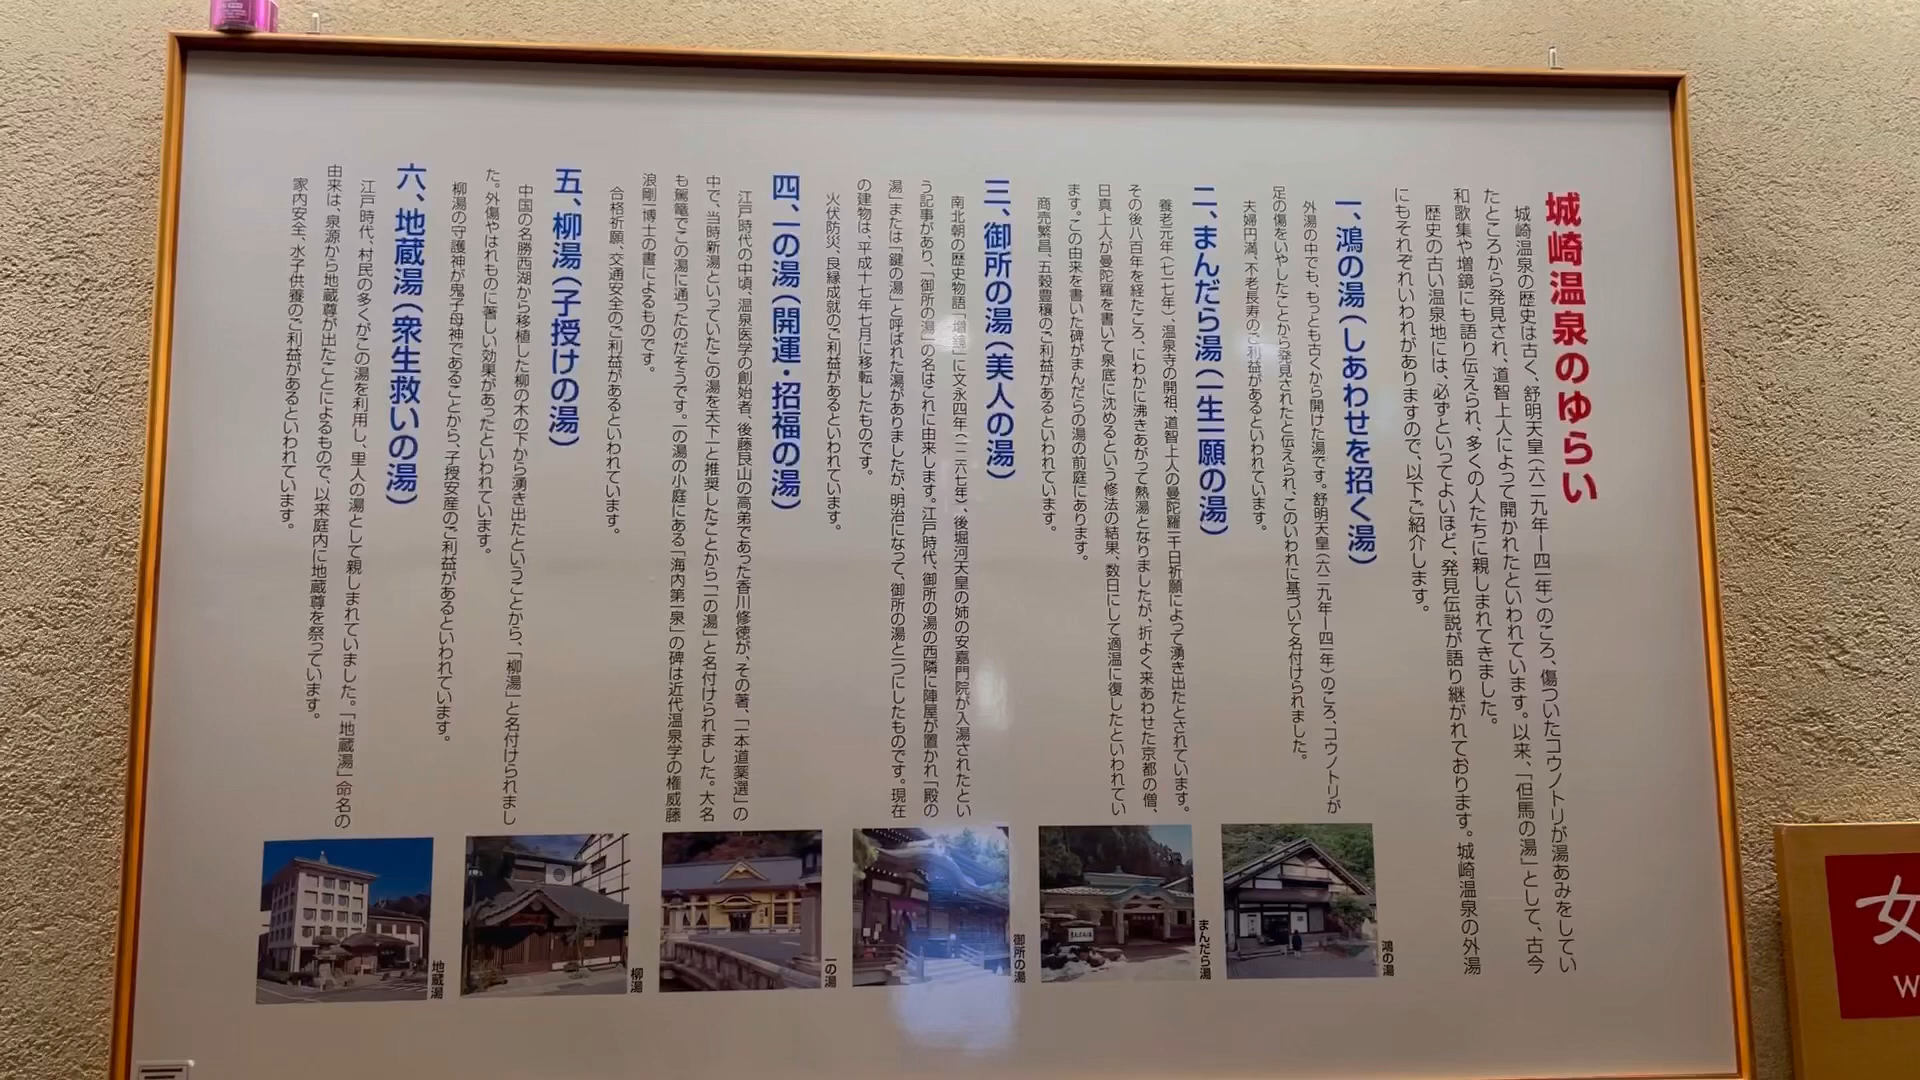 城崎温泉のゆらい
城崎温泉の歴史は古く、舒明天皇（六二九年ー四一年）のころ、傷ついたコウノトリが湯あみをしてい
たところから発見され、道智上人によって開かれたといわれています。以来、「但馬の湯」として、古今
和歌集や増鏡にも語り伝えられ、多くの人たちに親しまれてきました。
歴史の古い温泉地には、必ずといってよいほど、発見伝説が語り継がれております。城崎温泉の外湯
にもそれぞれいわれがありますので、以下ご紹介します。
一、鴻の湯（しあわせを招く湯）
外湯の中でも、もっとも古くから開けた湯です。舒明天皇（六二九年ー四一年）のころ、コウノトリが
足の傷をいやしたことから発見されたと伝えられ、このいわれに基づいて名付けられました。
夫婦円満、不老長寿のご利益があるといわれています。
二、まんだら湯（一生一願の湯）
養老元年（七一七年）、温泉寺の開祖、道智上人の曼陀羅一千日祈願によって湧き出たとされています。
その後八百年を経たころ、にわかに沸きあがって熱湯となりましたが、折よく来あわせた京都の僧、
日真上人が曼陀羅を書いて泉底に沈めるという修法の結果、数日にして適温に復したといわれてい
ます。この由来を書いた碑がまんだらの湯の前庭にあります。
商売繁昌、五穀豊穣のご利益があるといわれています。
三、御所の湯（美人の湯）
南北朝の歴史物語「増鏡」に文永四年（一二六七年）、後堀河天皇の姉の安嘉門院が入湯されたとい
う記事があり、「御所の湯」の名はこれに由来します。江戸時代、御所の湯の西隣に陣屋が置かれ「殿の
湯」または「鍵の湯」と呼ばれた湯がありましたが、明治になって、御所の湯と一つにしたものです。現在
の建物は、平成十七年七月に移転したものです。
火伏防災、良縁成就のご利益があるといわれています。
四、一の湯（開運・招福の湯）
江戸時代の中頃、温泉医学の創始者、後藤艮山の高弟であった香川修徳が、その著、「一本道薬選」の
中で、当時新湯といっていたこの湯を天下一と推奨したことから「一の湯」と名付けられました。大名
も駕籠でこの湯に通ったのだそうです。一の湯の小庭にある「海内第一泉」の碑は近代温泉学の権威藤
浪剛一博士の書によるものです。
合格祈願、交通安全のご利益があるといわれています。
五、柳湯（子授けの湯）
中国の名勝西湖から移植した柳の木の下から湧き出たということから、「柳湯」と名付けられまし
た。外傷やはれものに著しい効果があったといわれています。
柳湯の守護神が鬼子母神であることから、子授安産のご利益があるといわれています。
六、地蔵湯（衆生救いの湯）
江戸時代、村民の多くがこの湯を利用し、里人の湯として親しまれていました。「地蔵湯」命名の
由来は、泉源から地蔵尊が出たことによるもので、以来庭内に地蔵尊を祭っています。
家内安全、水子供養のご利益があるといわれています。
鴻の湯
まんだら湯
御所の湯
一の湯
柳湯
地蔵湯
女
W